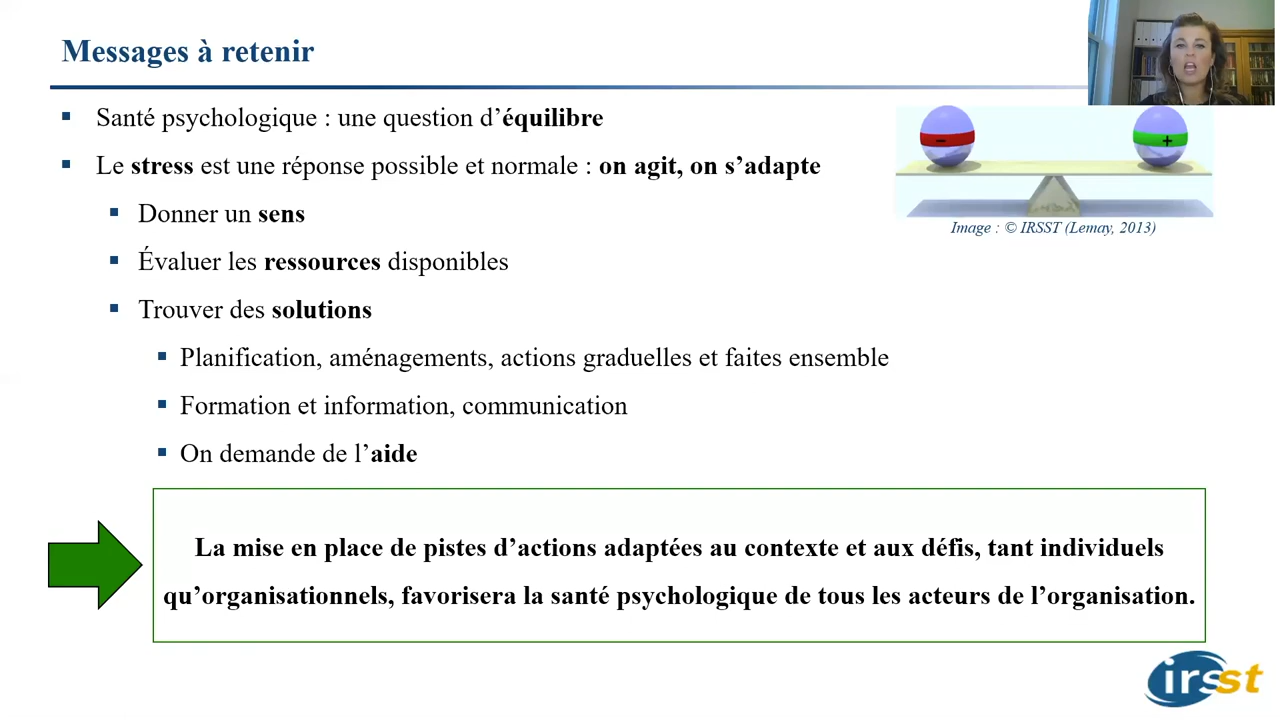 Messages à retenir
Santé psychologique : une question d’équilibre
Le stress est une réponse possible et normale : on agit, on s’adapte
Donner un sens
Évaluer les ressources disponibles
Trouver des solutions
Planification, aménagements, actions graduelles et faites ensemble
Formation et information, communication
On demande de l’aide
- +
Image : © IRSST (Lemay, 2013)
La mise en place de pistes d’actions adaptées au contexte et aux défis, tant individuels
qu’organisationnels, favorisera la santé psychologique de tous les acteurs de l’organisation.
irsst